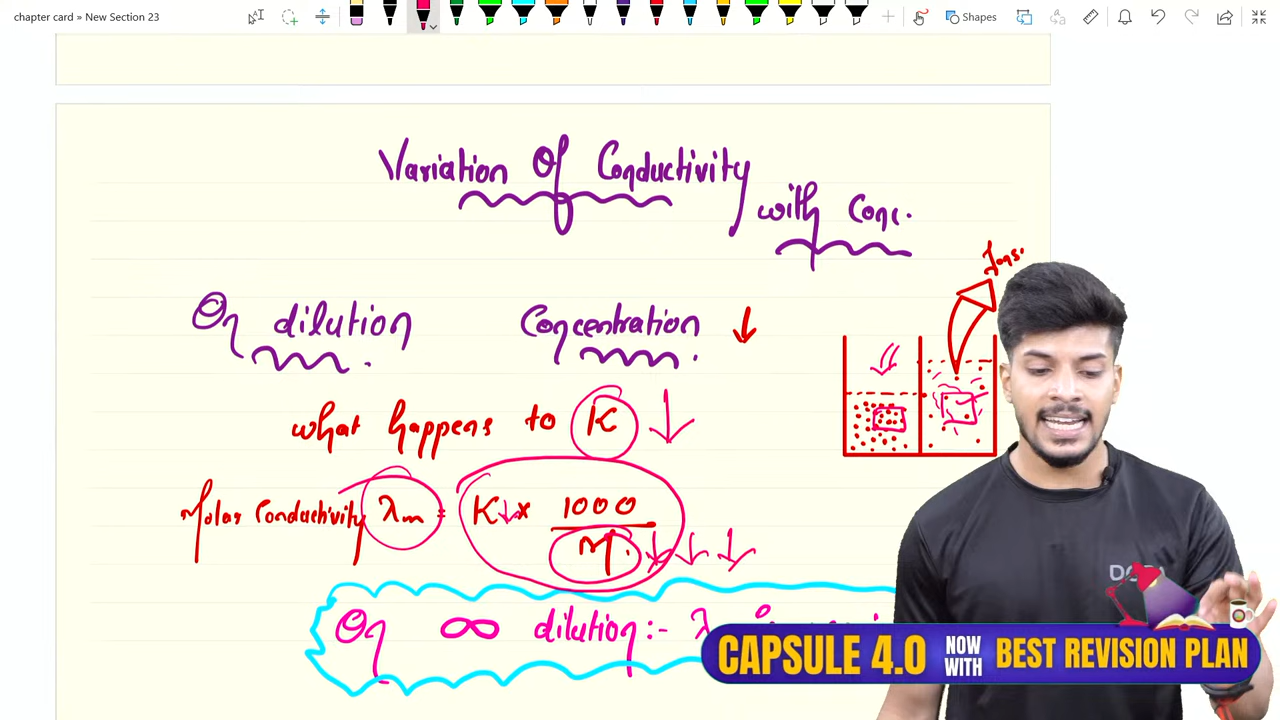 chapter card » New Section 23
Shapes
Variation Of Conductivity
with Conc.
Ions.
On dilution
Concentration ↓
what happens to K ↓
Molar Conductivity λm = K↓ × 1000
M. ↓ ↓ ↓
On ∞ dilution:- λ
CAPSULE 4.0 NOW WITH BEST REVISION PLAN